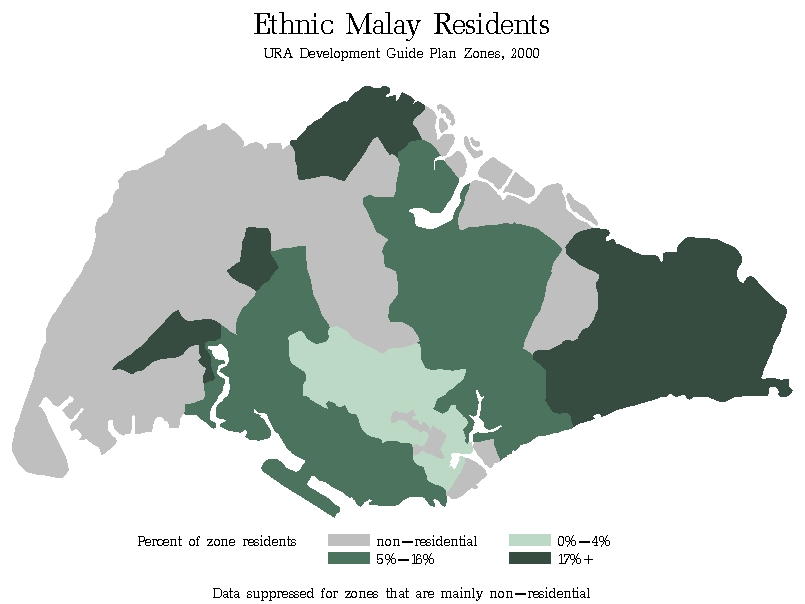 Ethnic Malay Residents
URA Development Guide Plan Zones, 2000
Percent of zone residents
non-residential
0%-4%
5%-16%
17%+
Data suppressed for zones that are mainly non-residential